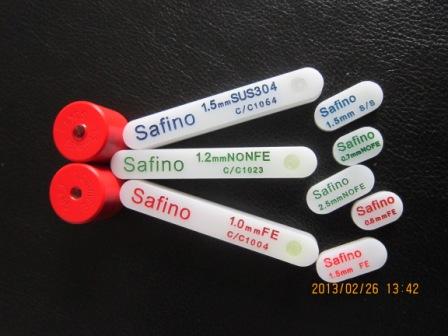 Safino
1.5mmSUS304
C/C1064
Safino
1.2mmNONFE
C/C1023
Safino
1.0mmFE
C/C1004
Safino
1.5mm S/S
Safino
0.7mmNOFE
Safino
2.5mmNOFE
Safino
0.8mmFE
Safino
1.5mm FE
2013/02/26 13:42